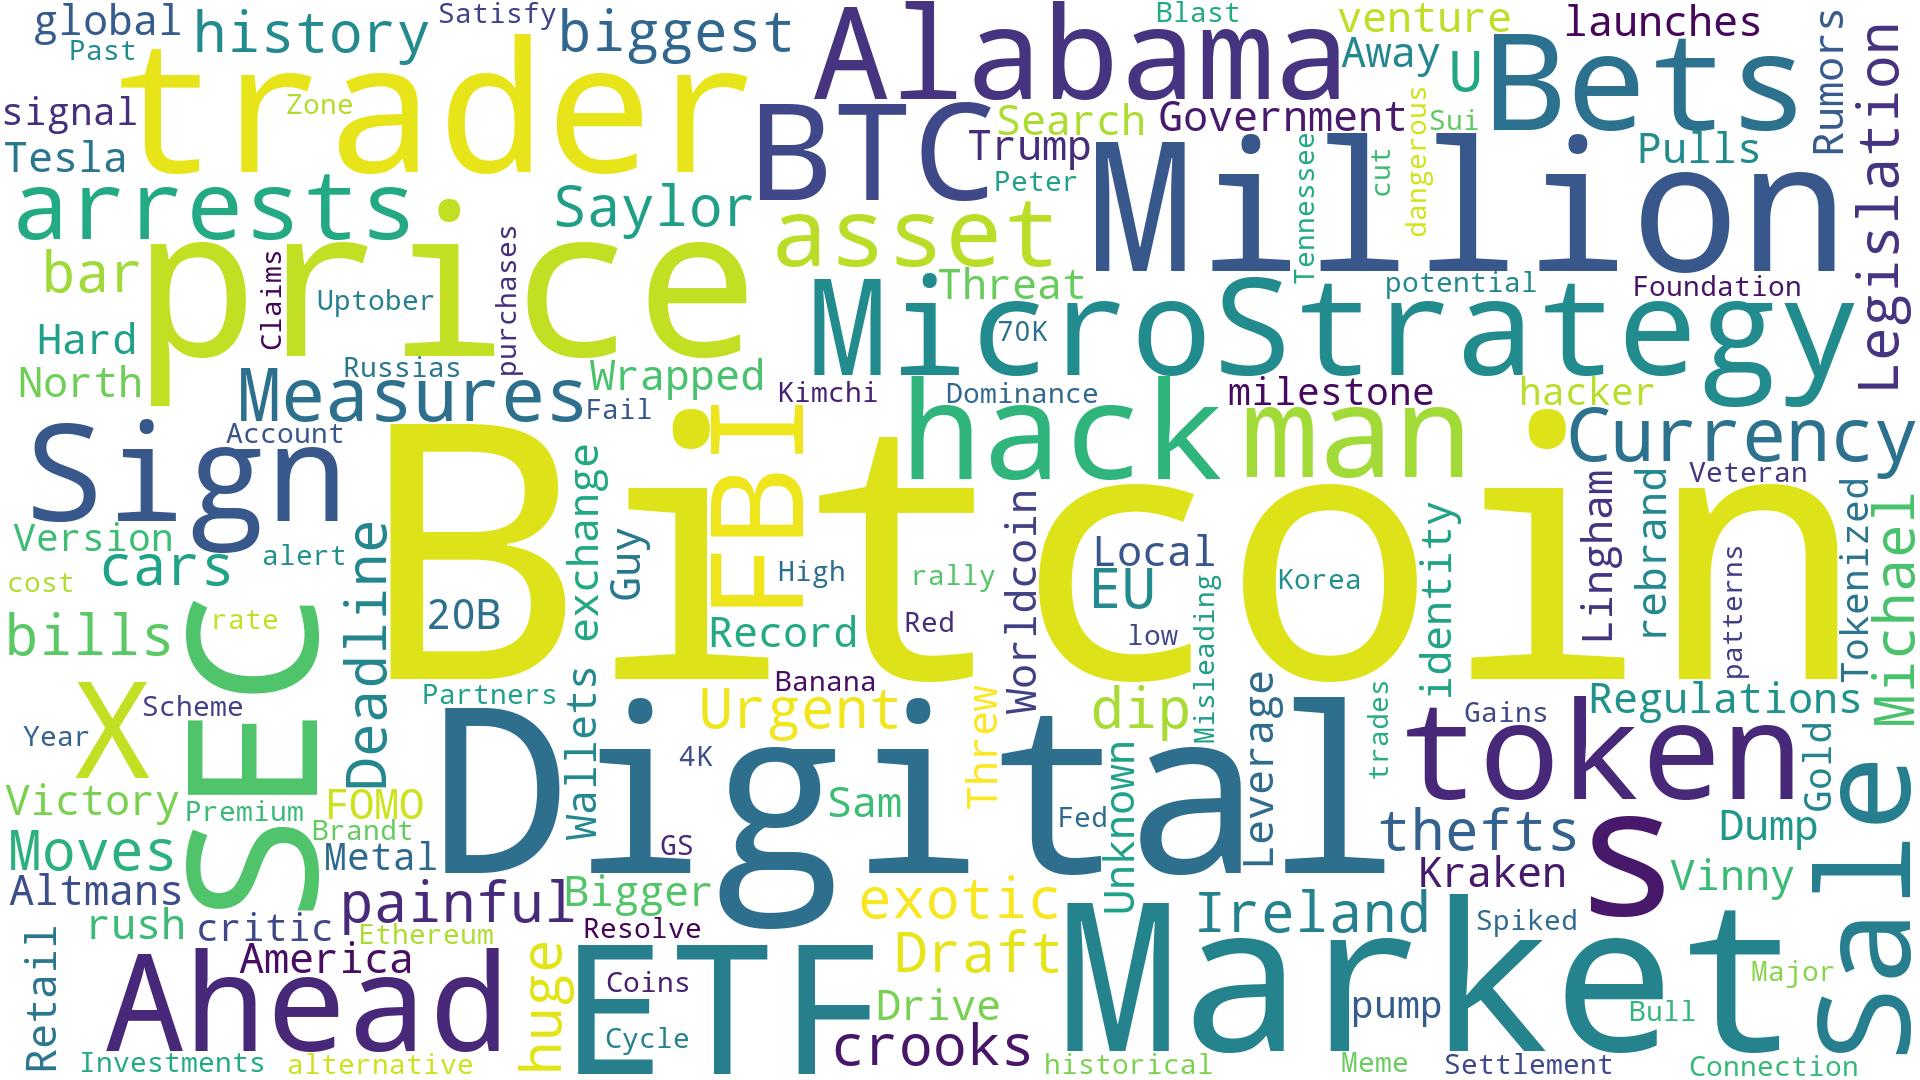 global
history
Satisfy
biggest
Alabama
Blast
venture
launches
Past
trader
Away
U
Bets
Rumors
Legislation
signal
Zone
BTC
Search
Government
Sui
dangerous
Tesla
Trump
Million
Tennessee
cut
Pulls
arrests
Saylor
Peter
asset
bar
price
Claims
Uptober
purchases
Threat
potential
Foundation
Hard
MicroStrategy
70K
North
Russias
Measures
Wrapped
Kimchi
Dominance
milestone
hacker
Fail
hack
man
Currency
Sign
Account
Bitcoin
FBI
Veteran
Version
cars
alert
Deadline
exchange
Guy
High
rally
Worldcoin
Local
EU
Korea
identity
Lingham
rebrand
patterns
Tokenized
Michael
cost
bills
rate
SEC
20B
Record
Red
low
Misleading
X
Scheme
Partners
Wallets
Banana
Urgent
dip
Leverage
trades
Gains
Regulations
Year
Digital
4K
Threw
Unknown
token
Gold
Sale
Victory
Premium
FOMO
Brandt
Sam
Fed
thefts
S
Dump
Moves
Metal
GS
Kraken
Vinny
Altmans
painful
Bigger
exotic
Ireland
Spiked
rush
critic
Ethereum
Resolve
Draft
Market
Retail
America
Ahead
huge
ETF
Coins
Drive
pump
Bull
Major
Cycle
crooks
Investments
alternative
historical
Meme
Settlement
Connection